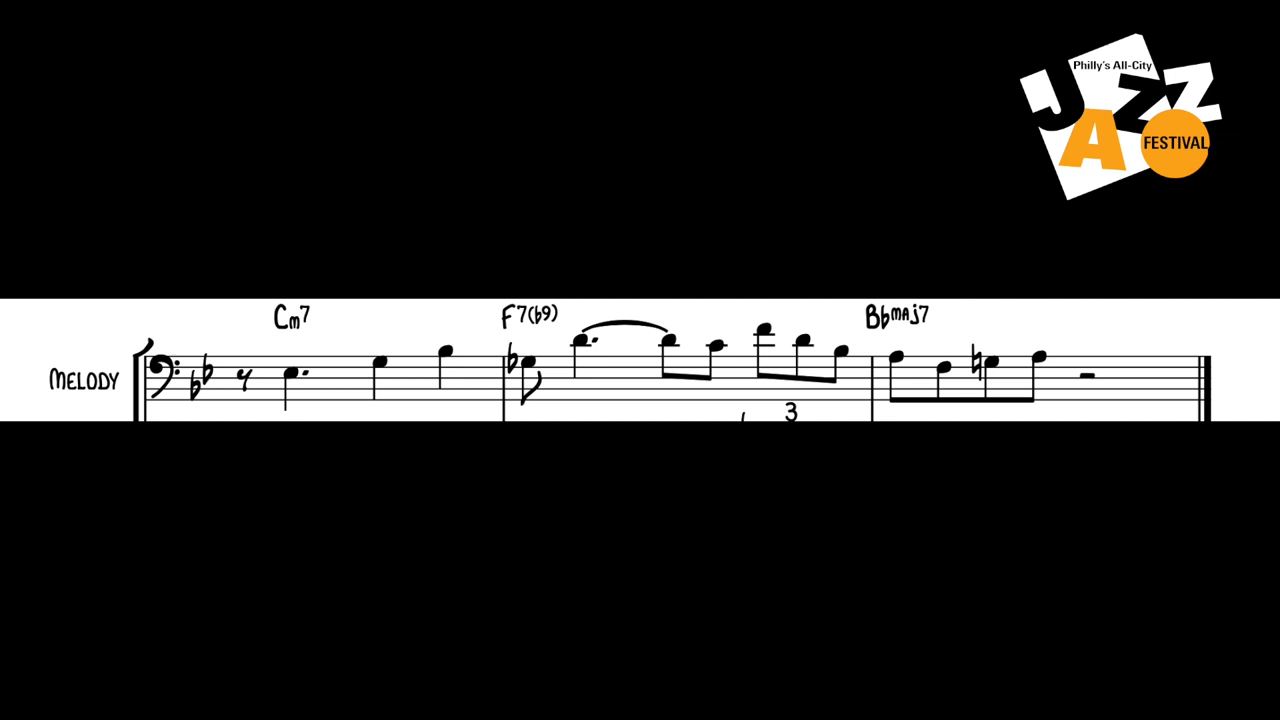 Philly's All-City
JAZZ
FESTIVAL
Cm7 F7(b9) Bbmaj7
MELODY
3